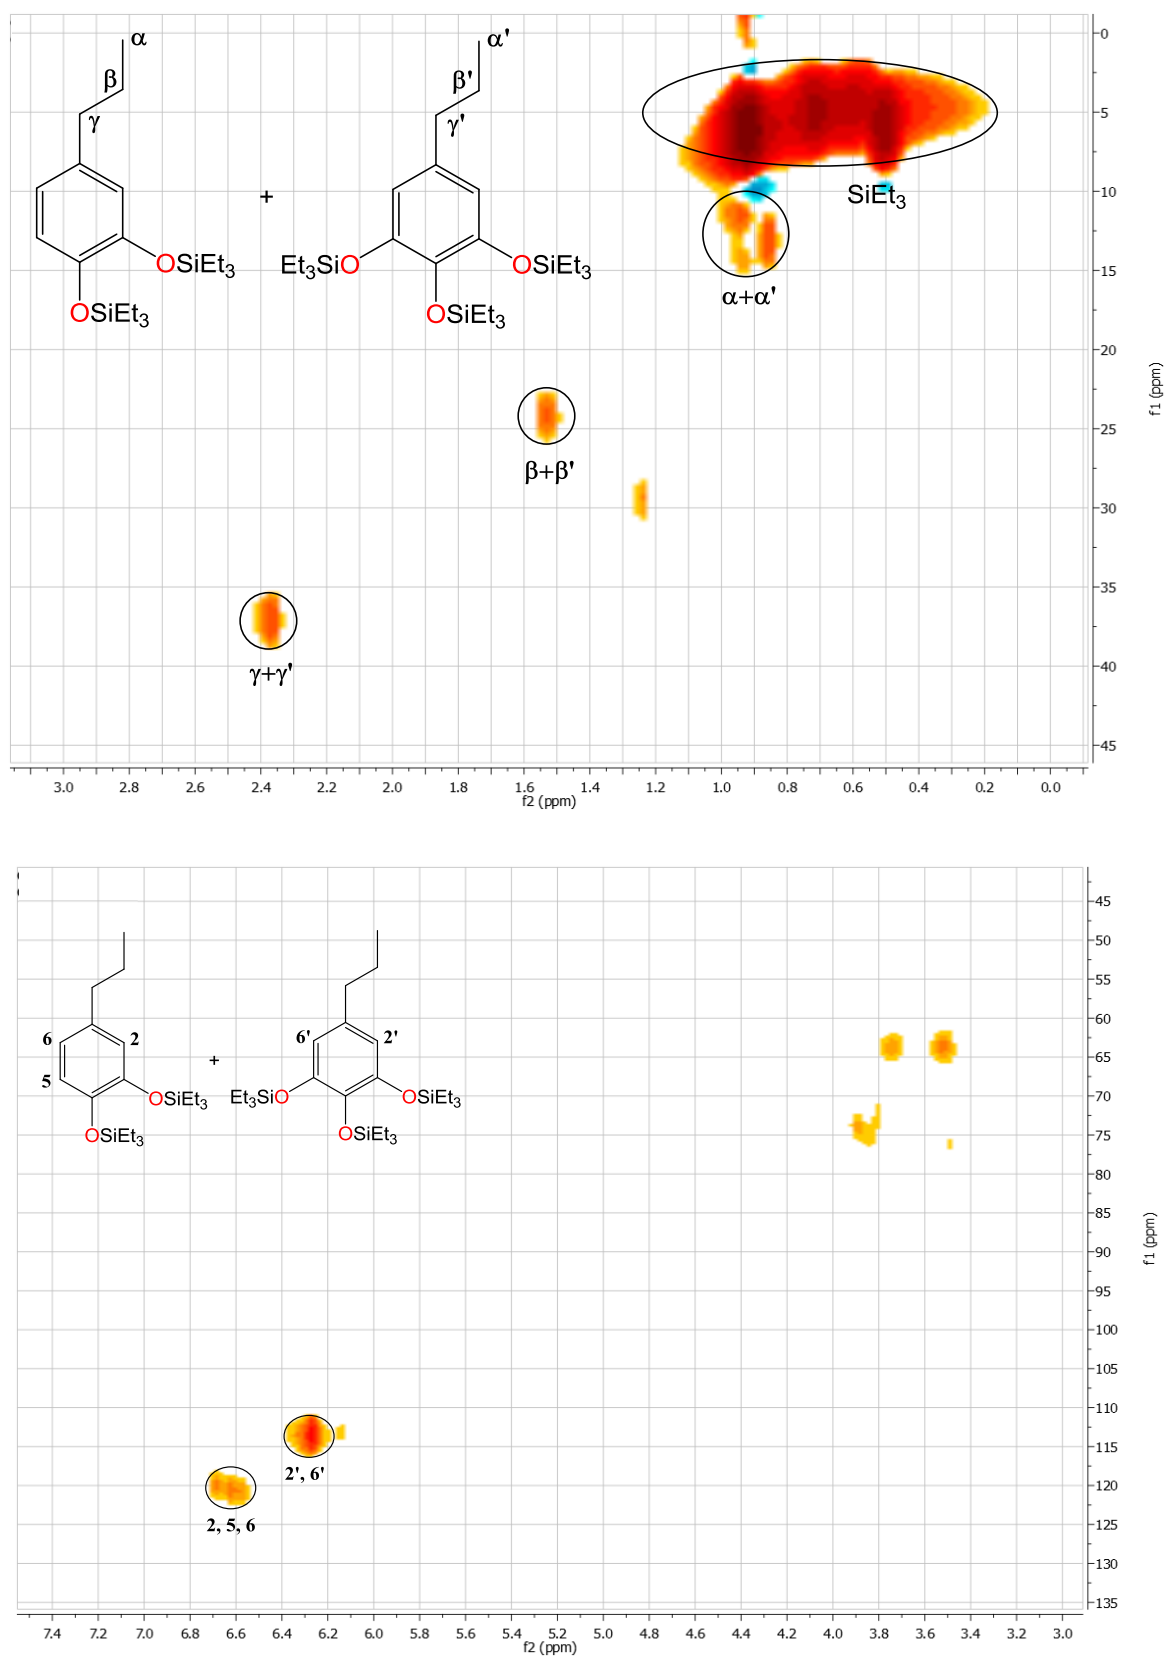 α
α'
β
β'
γ
γ'
+
OSiEt3
OSiEt3
Et3SiO
OSiEt3
OSiEt3
SiEt3
α+α'
β+β'
γ+γ'
0
5
10
15
20
25
30
35
40
45
f1 (ppm)
3.0 2.8 2.6 2.4 2.2 2.0 1.8 1.6 1.4 1.2 1.0 0.8 0.6 0.4 0.2 0.0
f2 (ppm)
6
2
5
+
6'
2'
OSiEt3
OSiEt3
Et3SiO
OSiEt3
OSiEt3
2', 6'
2, 5, 6
45
50
55
60
65
70
75
80
85
90
95
100
105
110
115
120
125
130
135
f1 (ppm)
7.4 7.2 7.0 6.8 6.6 6.4 6.2 6.0 5.8 5.6 5.4 5.2 5.0 4.8 4.6 4.4 4.2 4.0 3.8 3.6 3.4 3.2 3.0
f2 (ppm)